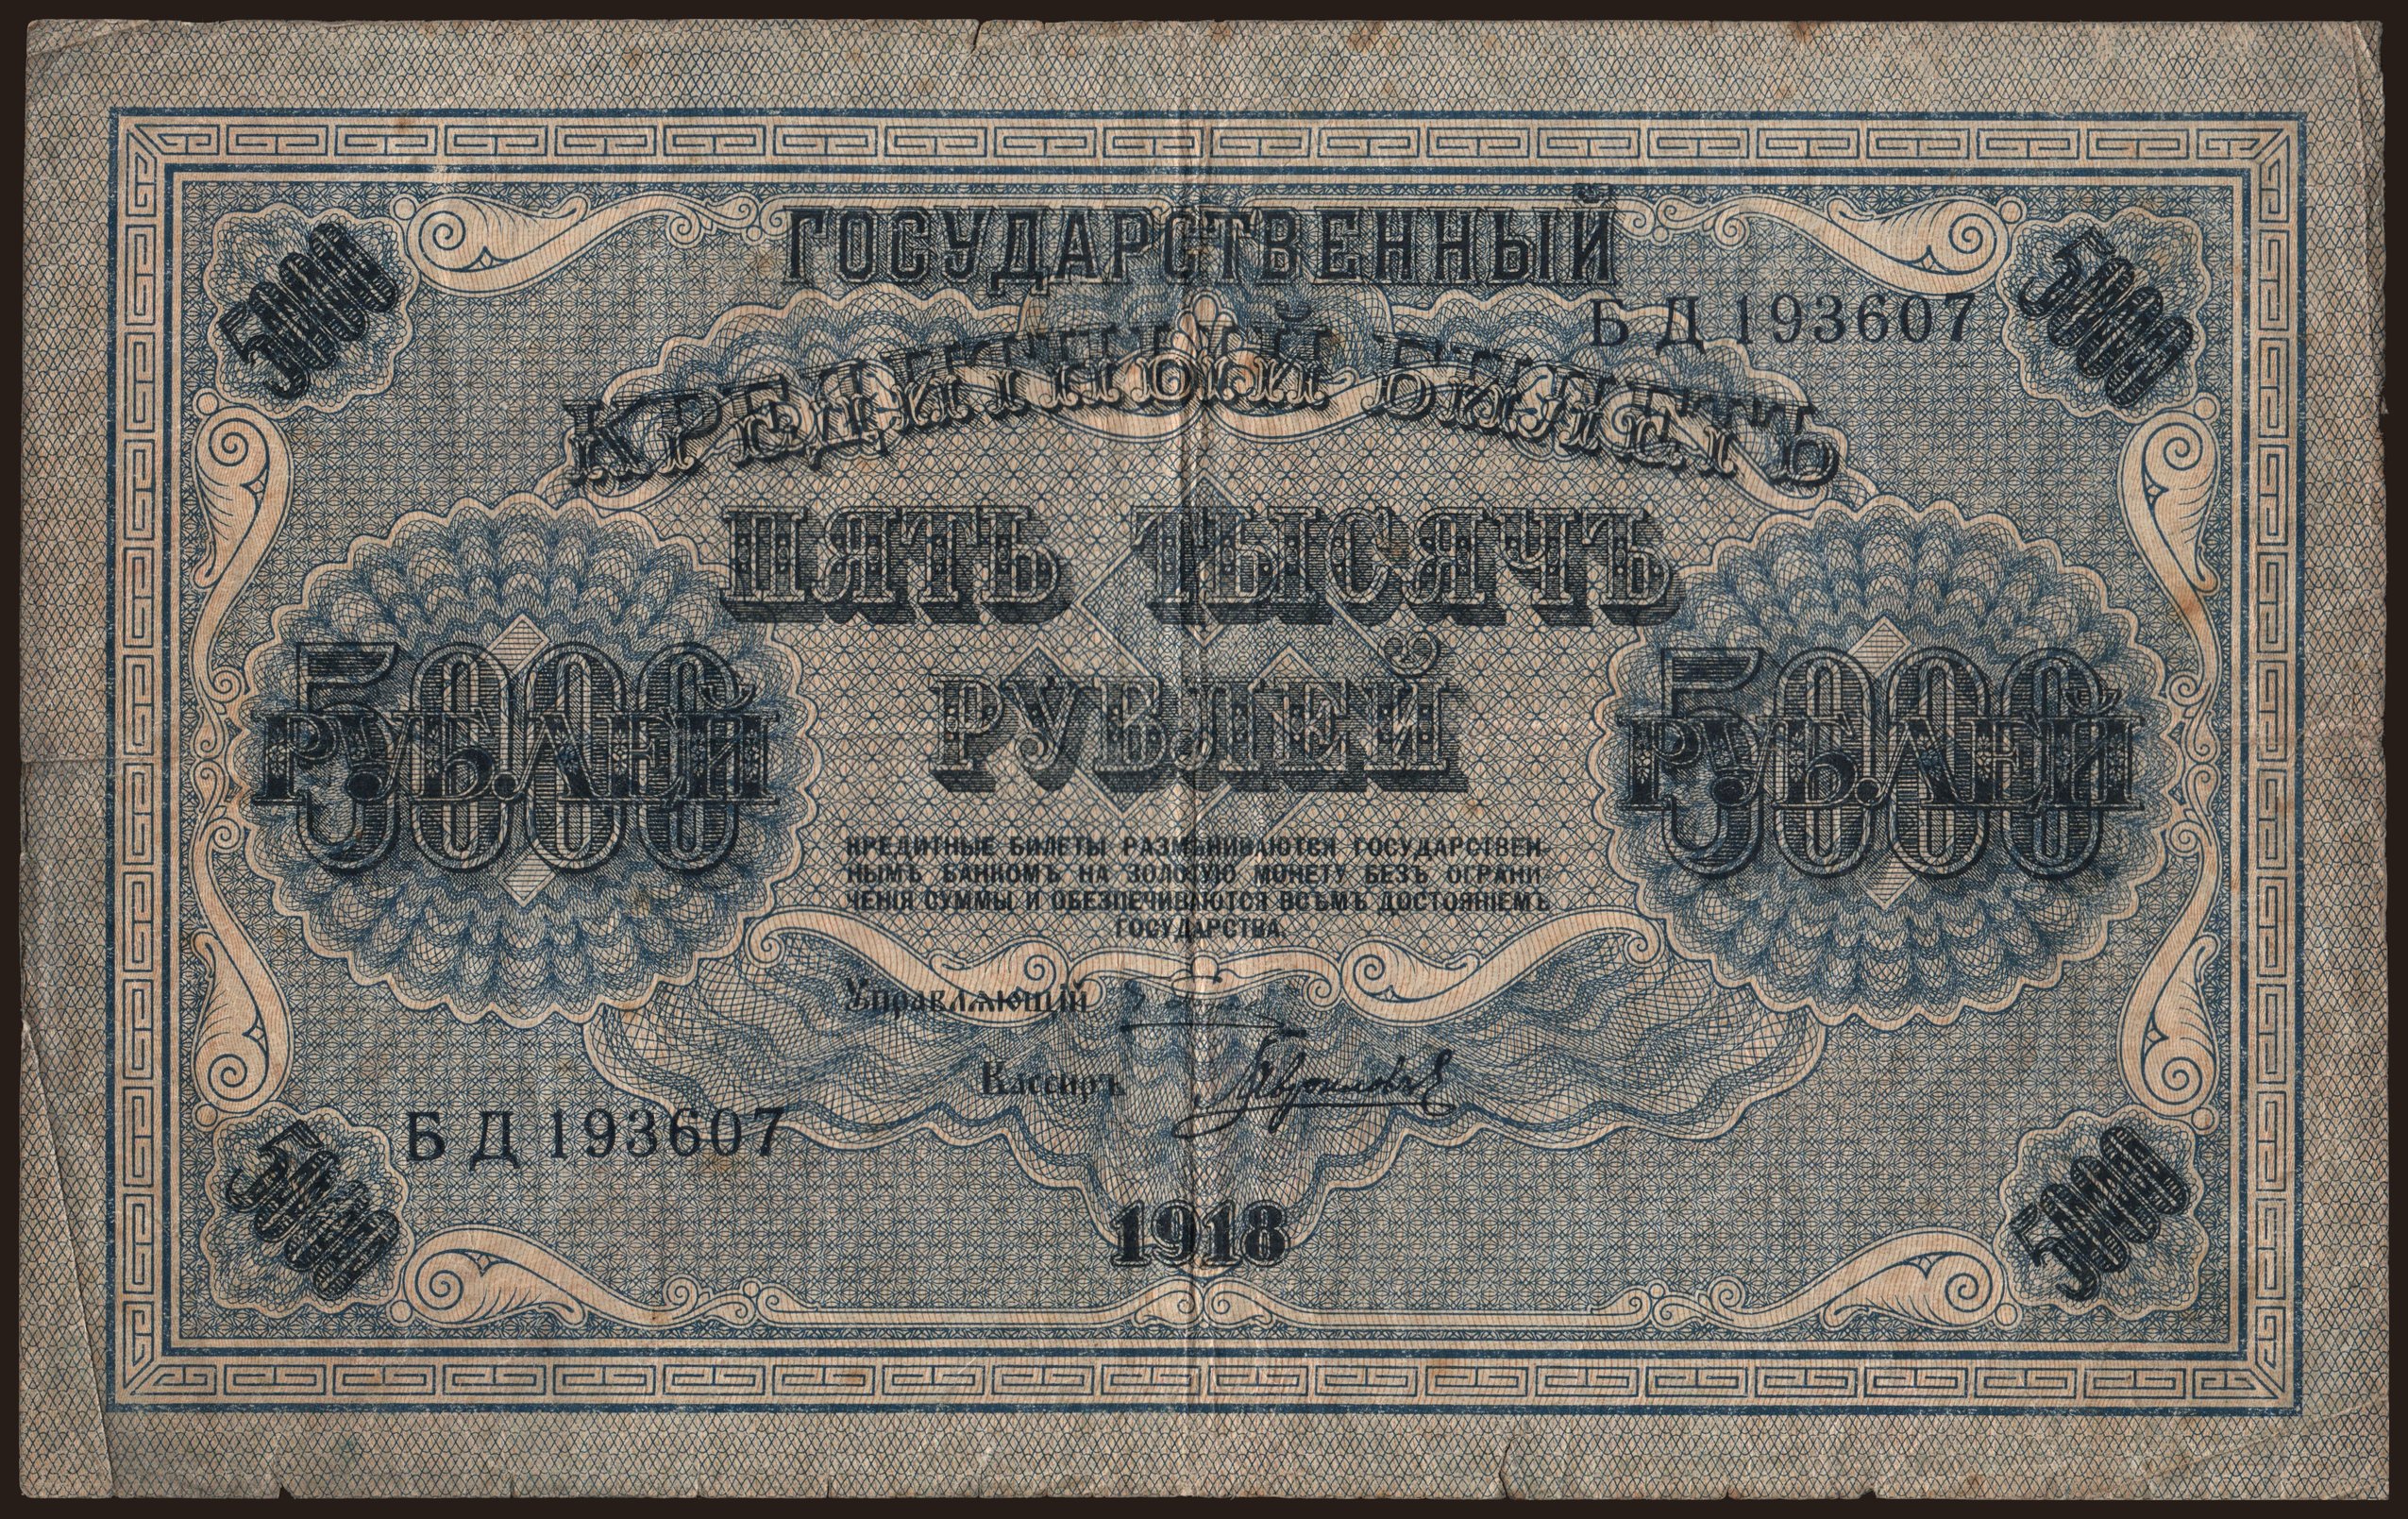 5000
ГОСУДАРСТВЕННЫЙ
5000
БД 193607
КРЕДИТНЫЙ БИЛЕТЪ
ПЯТЬ ТЫСЯЧЪ
РУБЛЕЙ
5000
РУБЛЕЙ
5000
РУБЛЕЙ
КРЕДИТНЫЕ БИЛЕТЫ РАЗМѢНИВАЮТСЯ ГОСУДАРСТВЕН-
НЫМЪ БАНКОМЪ НА ЗОЛОТУЮ МОНЕТУ БЕЗЪ ОГРАНИ-
ЧЕНІЯ СУММЫ И ОБЕЗПЕЧИВАЮТСЯ ВСѢМЪ ДОСТОЯНІЕМЪ
ГОСУДАРСТВА.
Управляющій
Кассиръ
БД 193607
5000
1918
5000